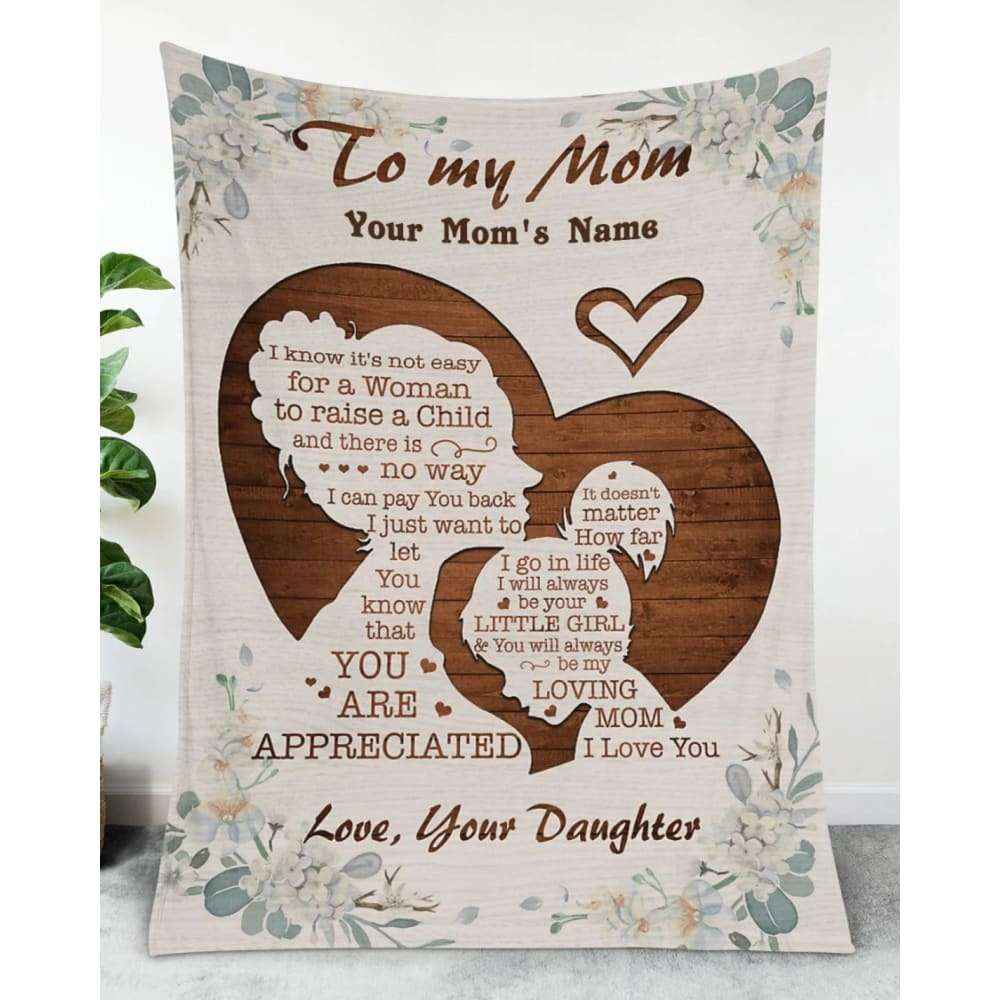 To my Mom
Your Mom's Name
I know it's not easy
for a Woman
to raise a Child
and there is
no way
I can pay You back
I just want to
let
You
know
that
YOU
ARE
APPRECIATED
It doesn't
matter
How far
I go in life
I will always
be your
LITTLE GIRL
& You will always
be my
LOVING
MOM
I Love You
Love, Your Daughter